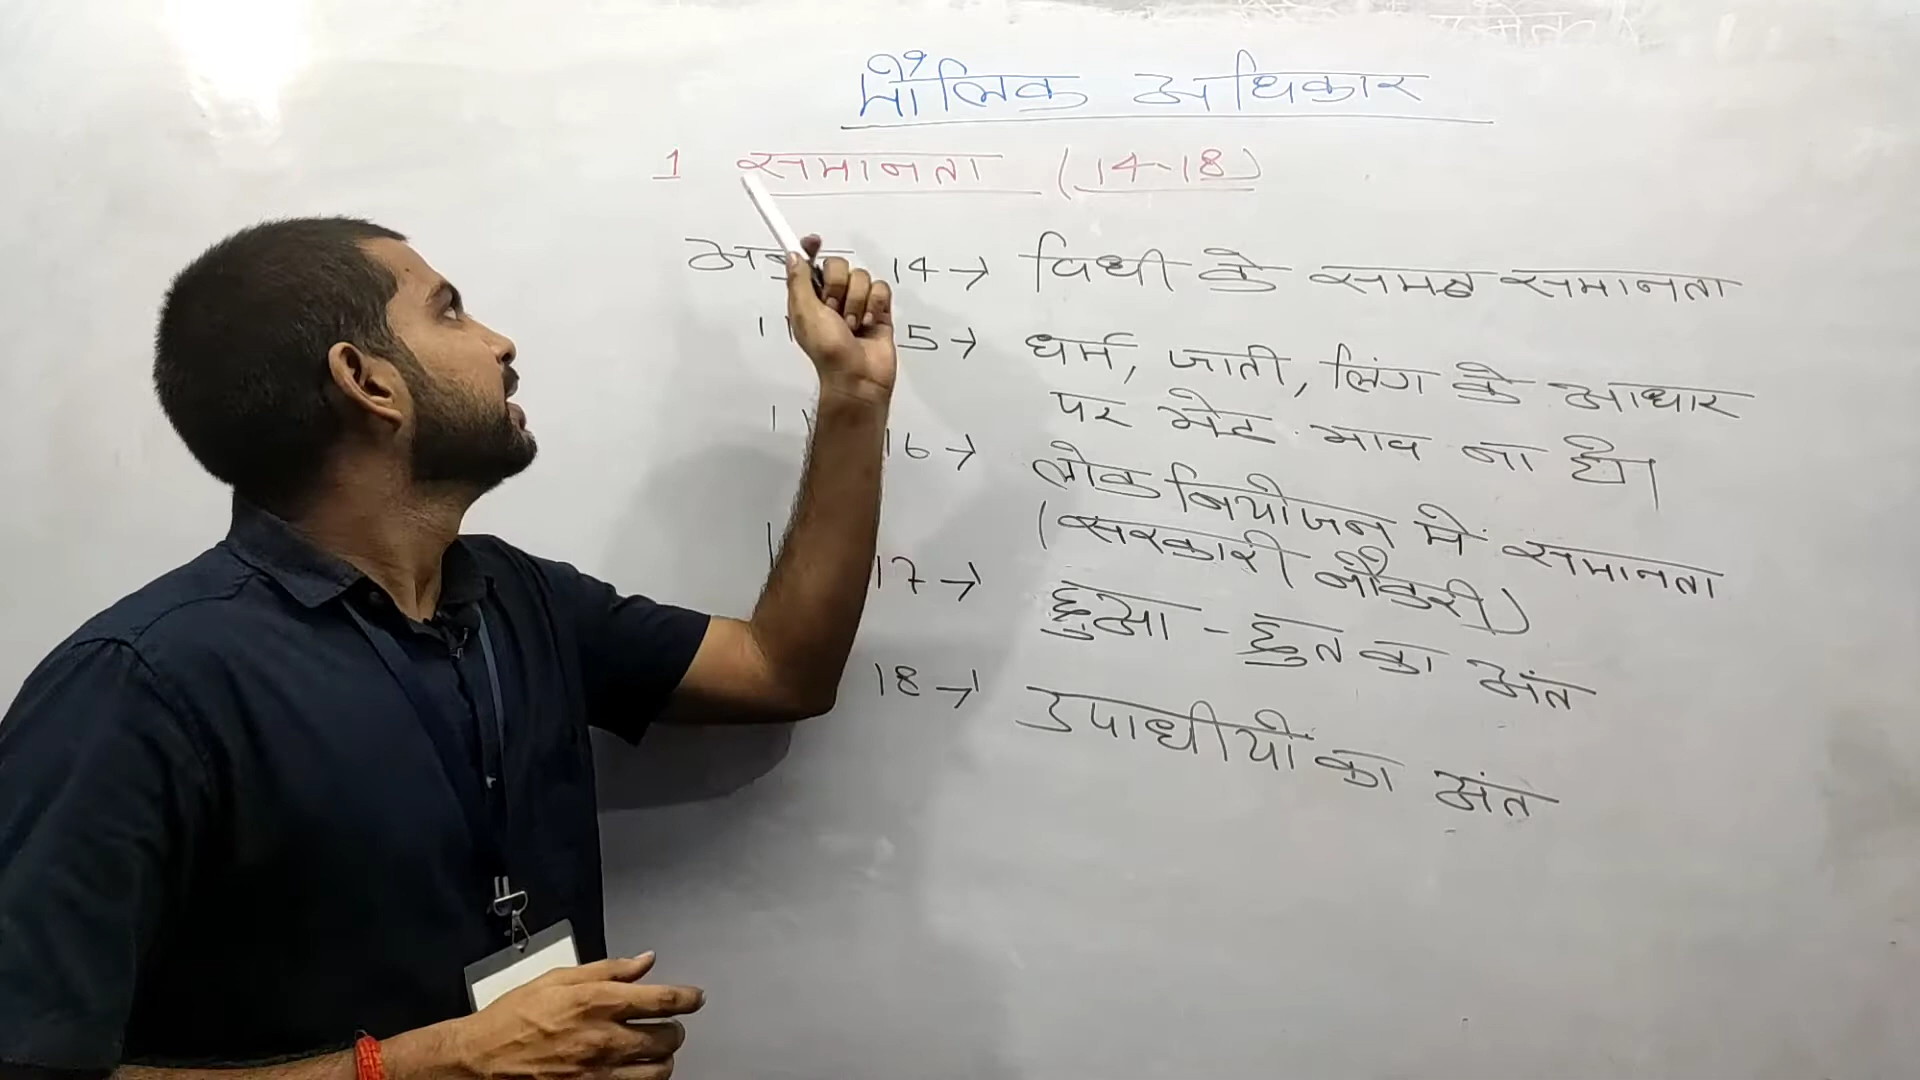 मौलिक अधिकार
1 समानता (14-18)
14 → विधी के समक्ष समानता
15 → धर्म, जाती, लिंग के आधार
पर भेद भाव ना हो।
16 → लोक नियोजन में समानता
(सरकारी नौकरी)
17 → छुआ - छुत का अंत
18 → उपाधीयों का अंत